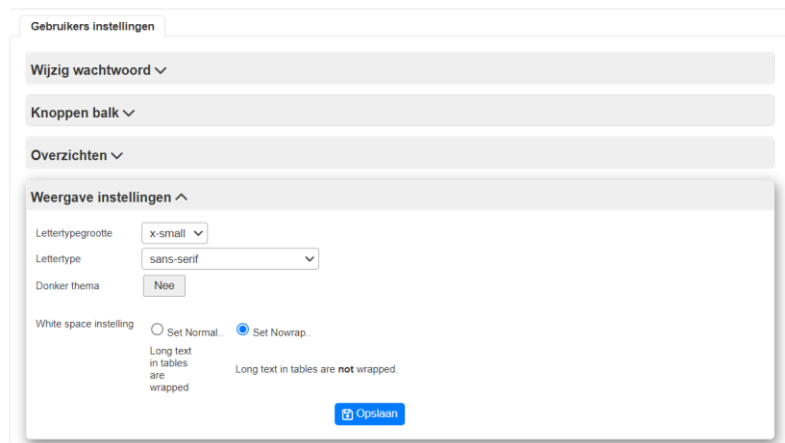 Gebruikers instellingen
Wijzig wachtwoord
Knoppen balk
Overzichten
Weergave instellingen
Lettertypegrootte x-small
Lettertype sans-serif
Donker thema Nee
White space instelling Set Normal.. Set Nowrap..
Long text
in tables
are
wrapped
Long text in tables are not wrapped.
Opslaan